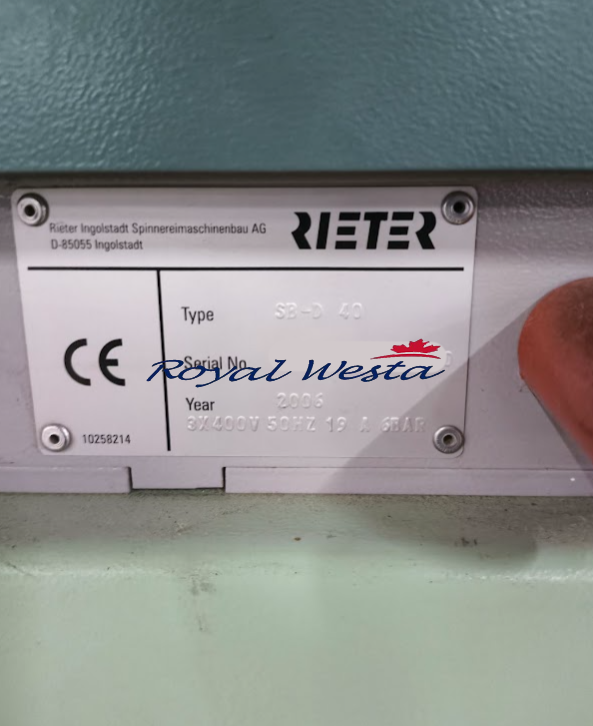 Rieter Ingolstadt Spinnereimaschinenbau AG
D-85055 Ingolstadt
RIETER
Type SB-D 40
Serial No.
Royal Westa
Year 2006
3X400V 50HZ 19 A 6BAR
CE
10258214